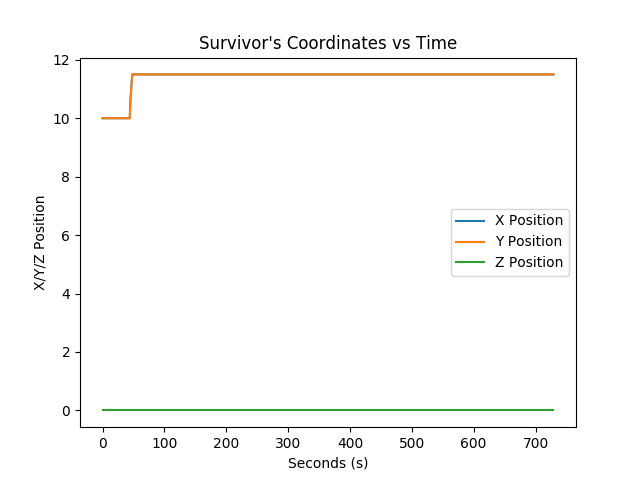 Survivor's Coordinates vs Time
X/Y/Z Position
12
10
8
6
4
2
0
X Position
Y Position
Z Position
0 100 200 300 400 500 600 700
Seconds (s)